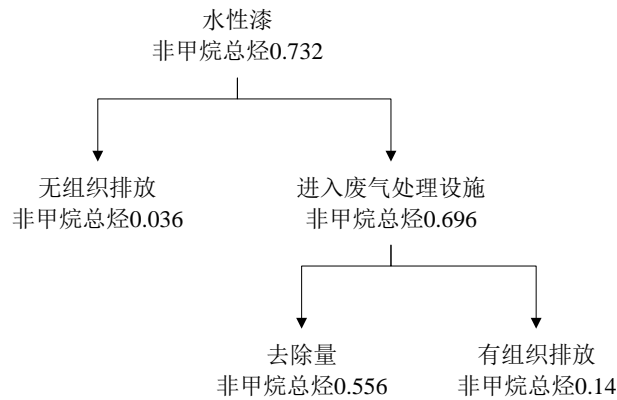 水性漆
非甲烷总烃0.732
无组织排放
非甲烷总烃0.036
进入废气处理设施
非甲烷总烃0.696
去除量
非甲烷总烃0.556
有组织排放
非甲烷总烃0.14